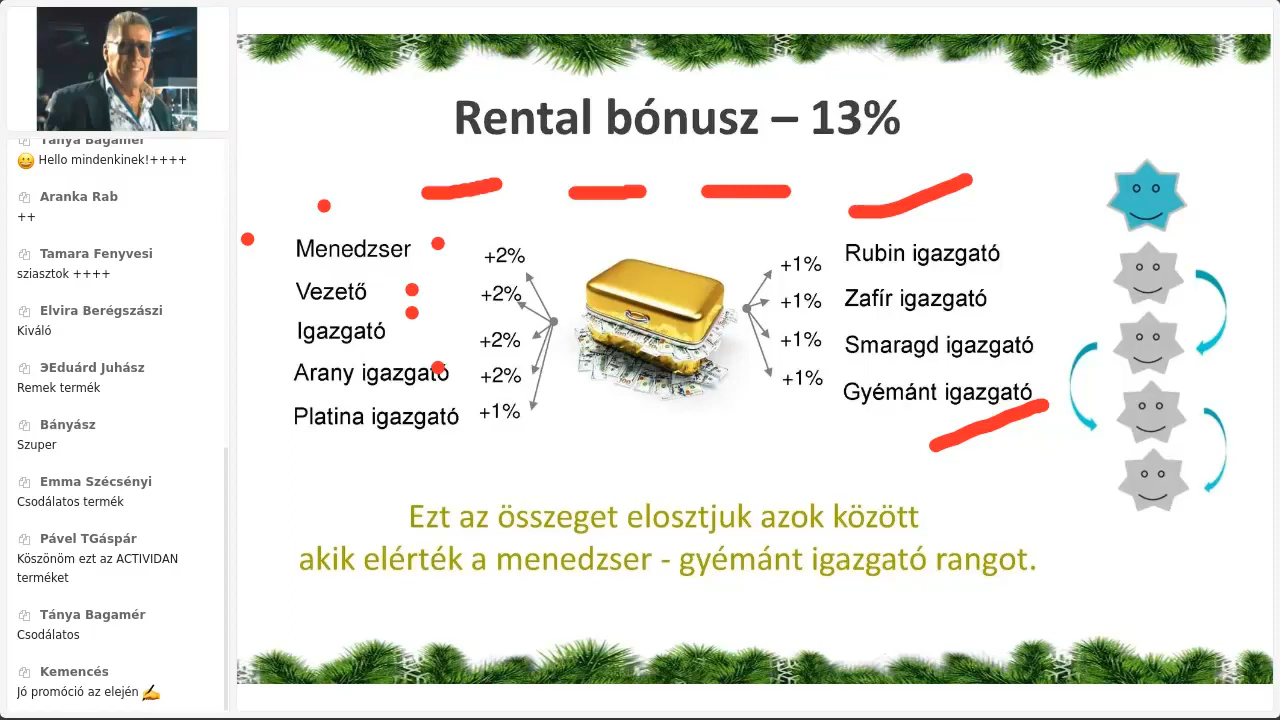 Tánya Bagamér
😀 Hello mindenkinek!++++
Aranka Rab
++
Tamara Fenyvesi
sziasztok ++++
Elvira Berégszászi
Kiváló
ЭEduárd Juhász
Remek termék
Bányász
Szuper
Emma Szécsényi
Csodálatos termék
Pável TGáspár
Köszönöm ezt az ACTIVIDAN
terméket
Tánya Bagamér
Csodálatos
Kemencés
Jó promóció az elején ✍
Rental bónusz – 13%
Menedzser +2%
Vezető +2%
Igazgató +2%
Arany igazgató +2%
Platina igazgató +1%
+1% Rubin igazgató
+1% Zafír igazgató
+1% Smaragd igazgató
+1% Gyémánt igazgató
Ezt az összeget elosztjuk azok között
akik elérték a menedzser - gyémánt igazgató rangot.